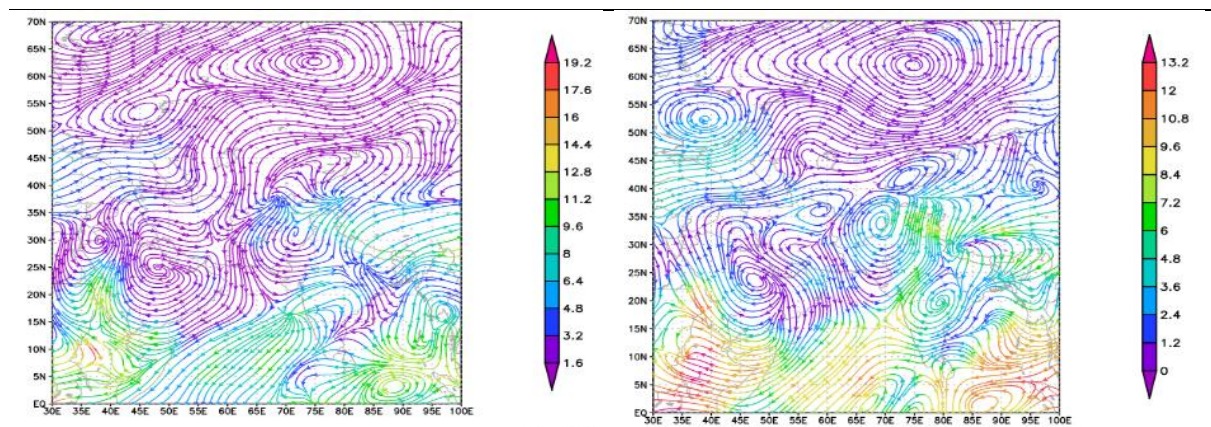 70N
65N
60N
55N
50N
45N
40N
35N
30N
25N
20N
15N
10N
5N
EQ
30E 35E 40E 45E 50E 55E 60E 65E 70E 75E 80E 85E 90E 95E 100E
19.2
17.6
16
14.4
12.8
11.2
9.6
8
6.4
4.8
3.2
1.6
70N
65N
60N
55N
50N
45N
40N
35N
30N
25N
20N
15N
10N
5N
EQ
30E 35E 40E 45E 50E 55E 60E 65E 70E 75E 80E 85E 90E 95E 100E
13.2
12
10.8
9.6
8.4
7.2
6
4.8
3.6
2.4
1.2
0